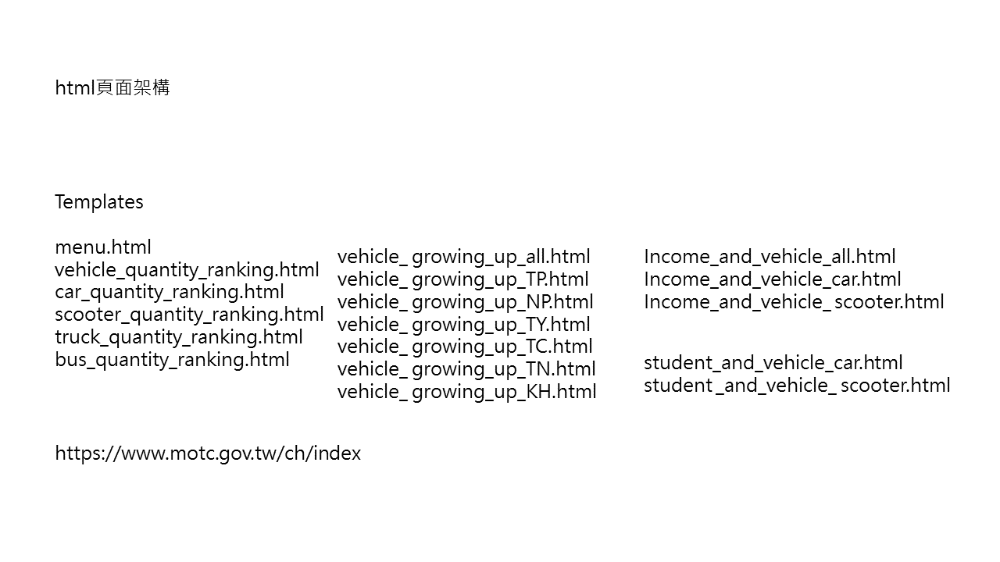 html頁面架構
Templates
menu.html
vehicle_quantity_ranking.html
car_quantity_ranking.html
scooter_quantity_ranking.html
truck_quantity_ranking.html
bus_quantity_ranking.html
vehicle_ growing_up_all.html
vehicle_ growing_up_TP.html
vehicle_ growing_up_NP.html
vehicle_ growing_up_TY.html
vehicle_ growing_up_TC.html
vehicle_ growing_up_TN.html
vehicle_ growing_up_KH.html
Income_and_vehicle_all.html
Income_and_vehicle_car.html
Income_and_vehicle_ scooter.html
student_and_vehicle_car.html
student _and_vehicle_ scooter.html
https://www.motc.gov.tw/ch/index